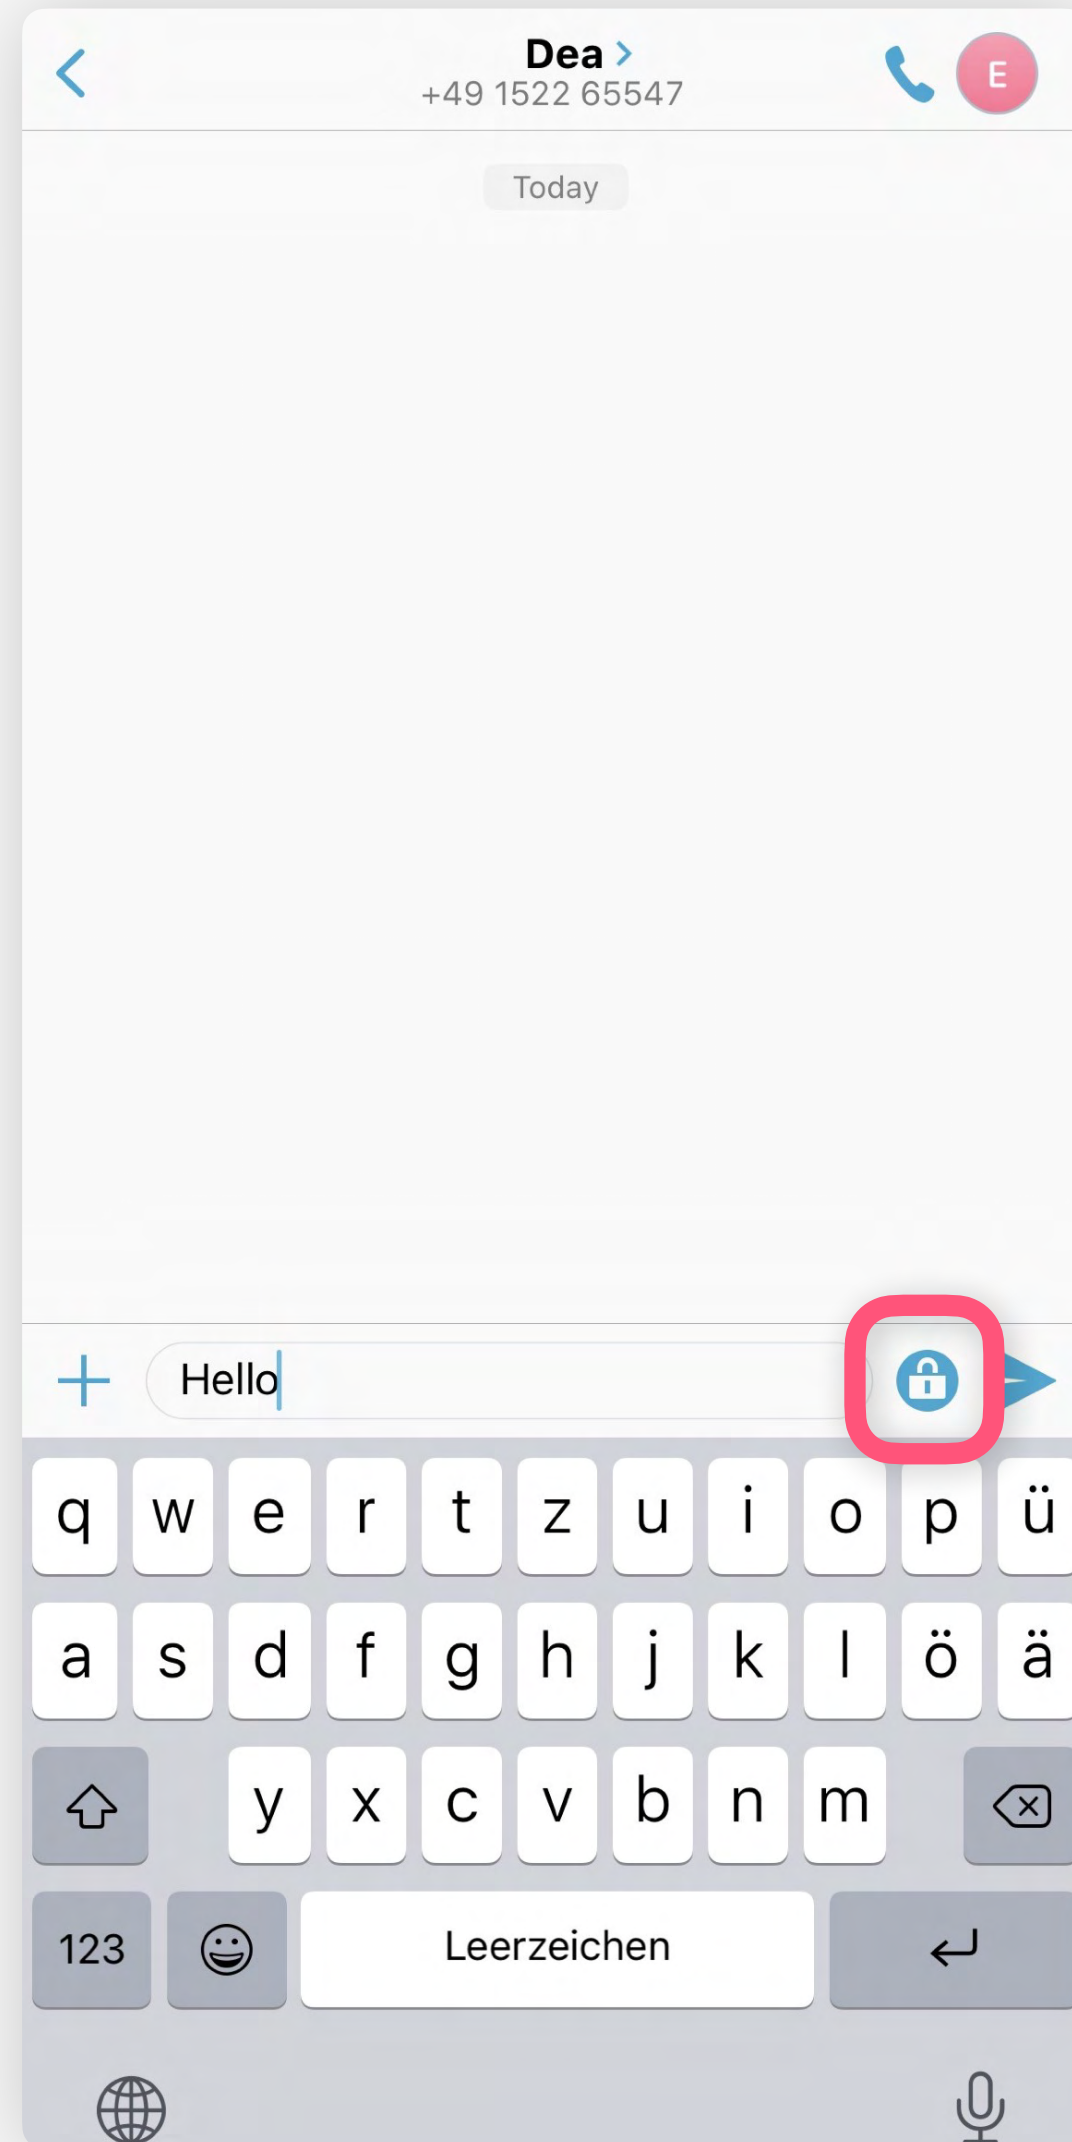 Dea
+49 1522 65547
E
Today
Hello
q w e r t z u i o p ü
a s d f g h j k l ö ä
y x c v b n m
123
Leerzeichen